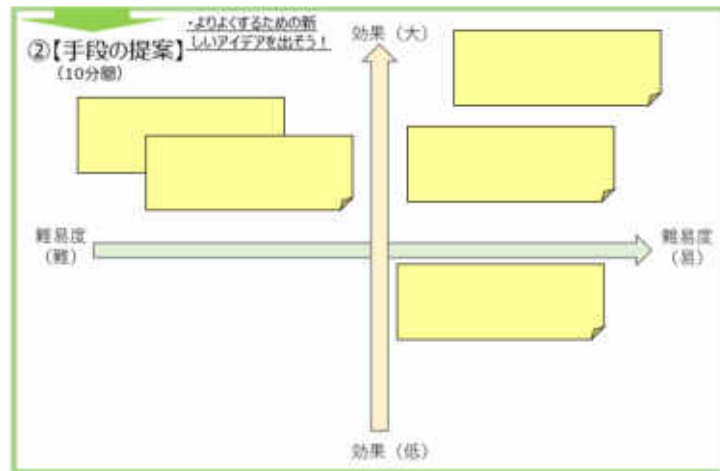 ②【手段の提案】
(10分間)
・よりよくするための新
しいアイデアを出そう！
効果（大）
難易度
（難）
難易度
（易）
効果（低）